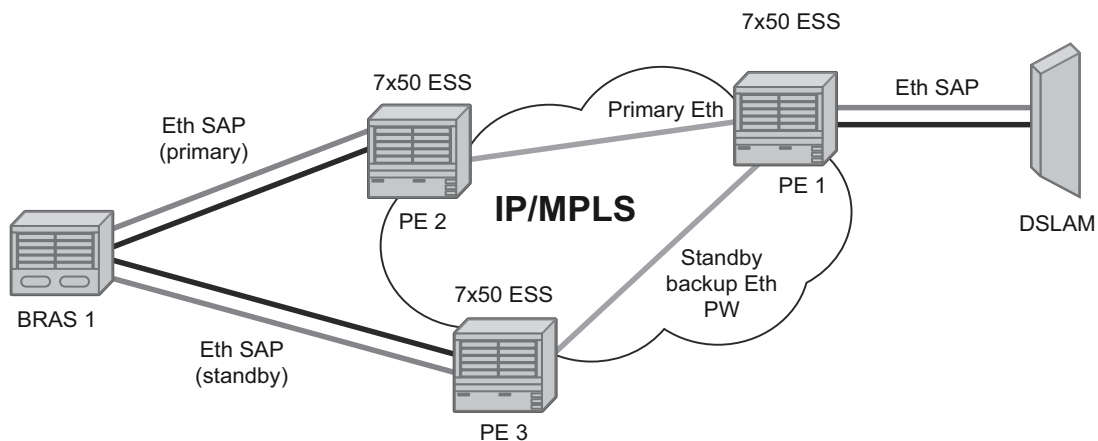 7x50 ESS
7x50 ESS
Eth SAP
Primary Eth
Eth SAP
(primary)
PE 1
IP/MPLS
PE 2
DSLAM
Standby
backup Eth
PW
7x50 ESS
BRAS 1
Eth SAP
(standby)
PE 3